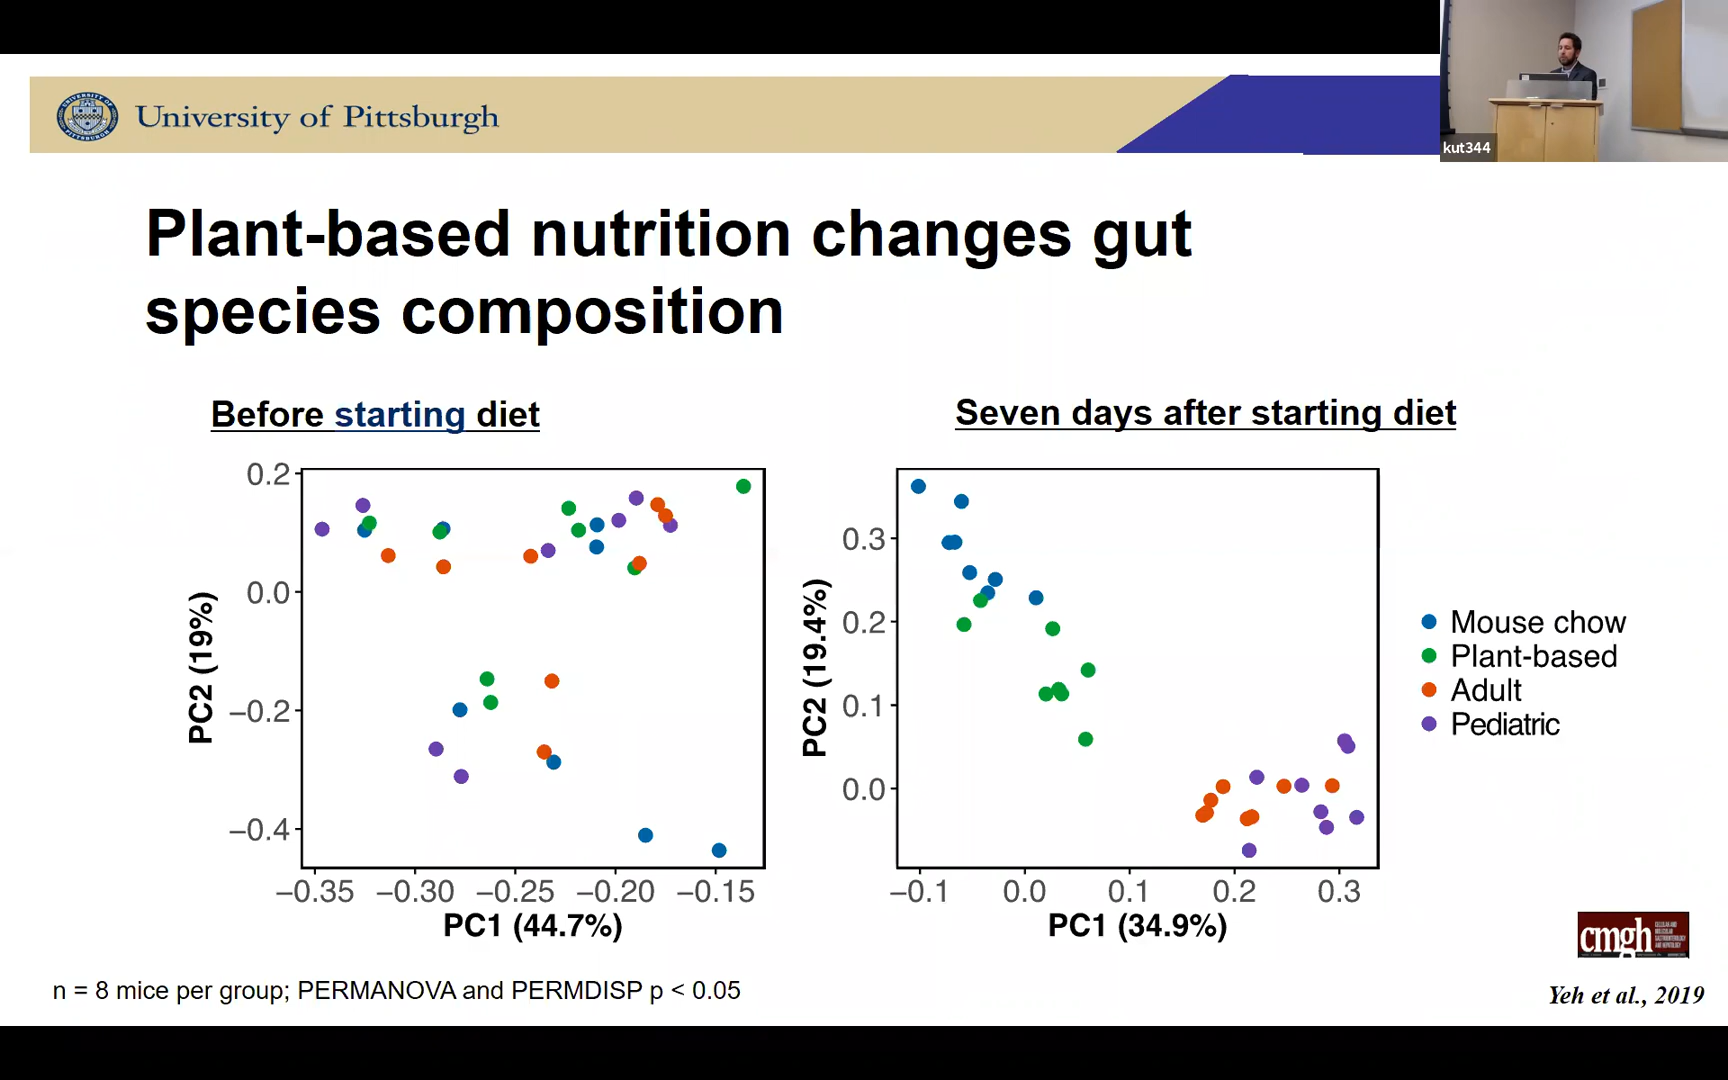 University of Pittsburgh
kut344
Plant-based nutrition changes gut
species composition
Before starting diet
Seven days after starting diet
0.2
0.0
−0.2
−0.4
PC2 (19%)
−0.35 −0.30 −0.25 −0.20 −0.15
PC1 (44.7%)
0.3
0.2
0.1
0.0
PC2 (19.4%)
−0.1 0.0 0.1 0.2 0.3
PC1 (34.9%)
Mouse chow
Plant-based
Adult
Pediatric
cmgh
n = 8 mice per group; PERMANOVA and PERMDISP p < 0.05
Yeh et al., 2019